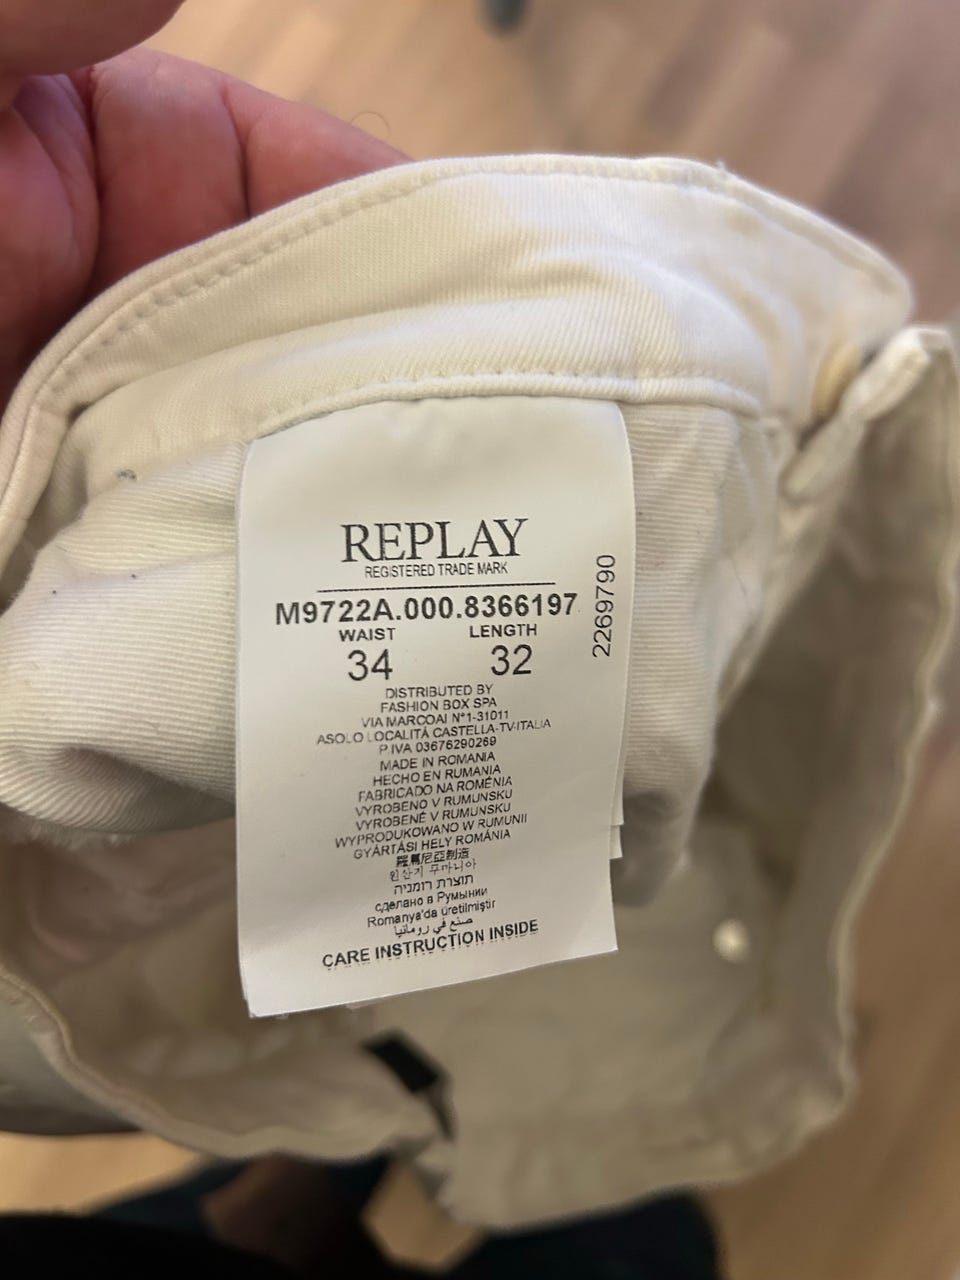 REPLAY
REGISTERED TRADE MARK
M9722A.000.8366197
WAIST LENGTH
34 32
2269790
DISTRIBUTED BY
FASHION BOX SPA
VIA MARCOAI N°1-31011
ASOLO LOCALITÀ CASTELLA-TV-ITALIA
P.IVA 03676290269
MADE IN ROMANIA
HECHO EN RUMANIA
FABRICADO NA ROMÉNIA
VYROBENO V RUMUNSKU
VYROBENÉ V RUMUNSKU
WYPRODUKOWANO W RUMUNII
GYÁRTÁSI HELY ROMÁNIA
羅馬尼亞制造
원산지 루마니아
תוצרת רומניה
сделано в Румынии
Romanya'da üretilmiştir
صنع في رومانيا
CARE INSTRUCTION INSIDE